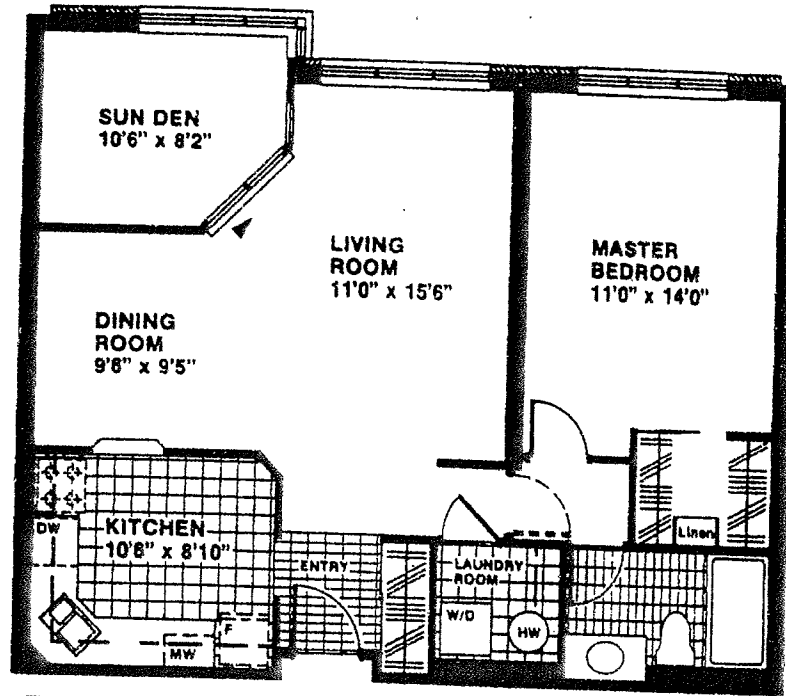 SUN DEN
10'6" x 8'2"
LIVING
ROOM
11'0" x 15'6"
MASTER
BEDROOM
11'0" x 14'0"
DINING
ROOM
9'6" x 9'5"
KITCHEN
10'6" x 8'10"
DW
MW
F
ENTRY
LAUNDRY
ROOM
W/D
HW
Linen